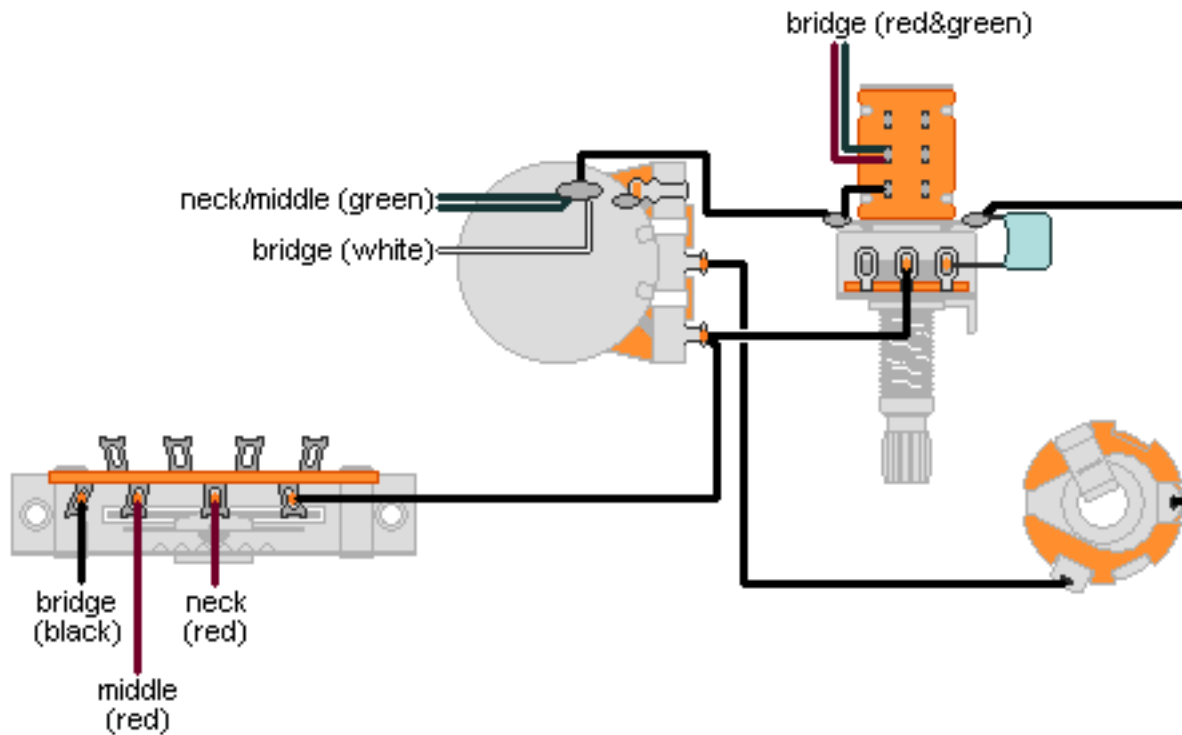 bridge (red&green)
neck/middle (green)
bridge (white)
bridge
(black)
neck
(red)
middle
(red)